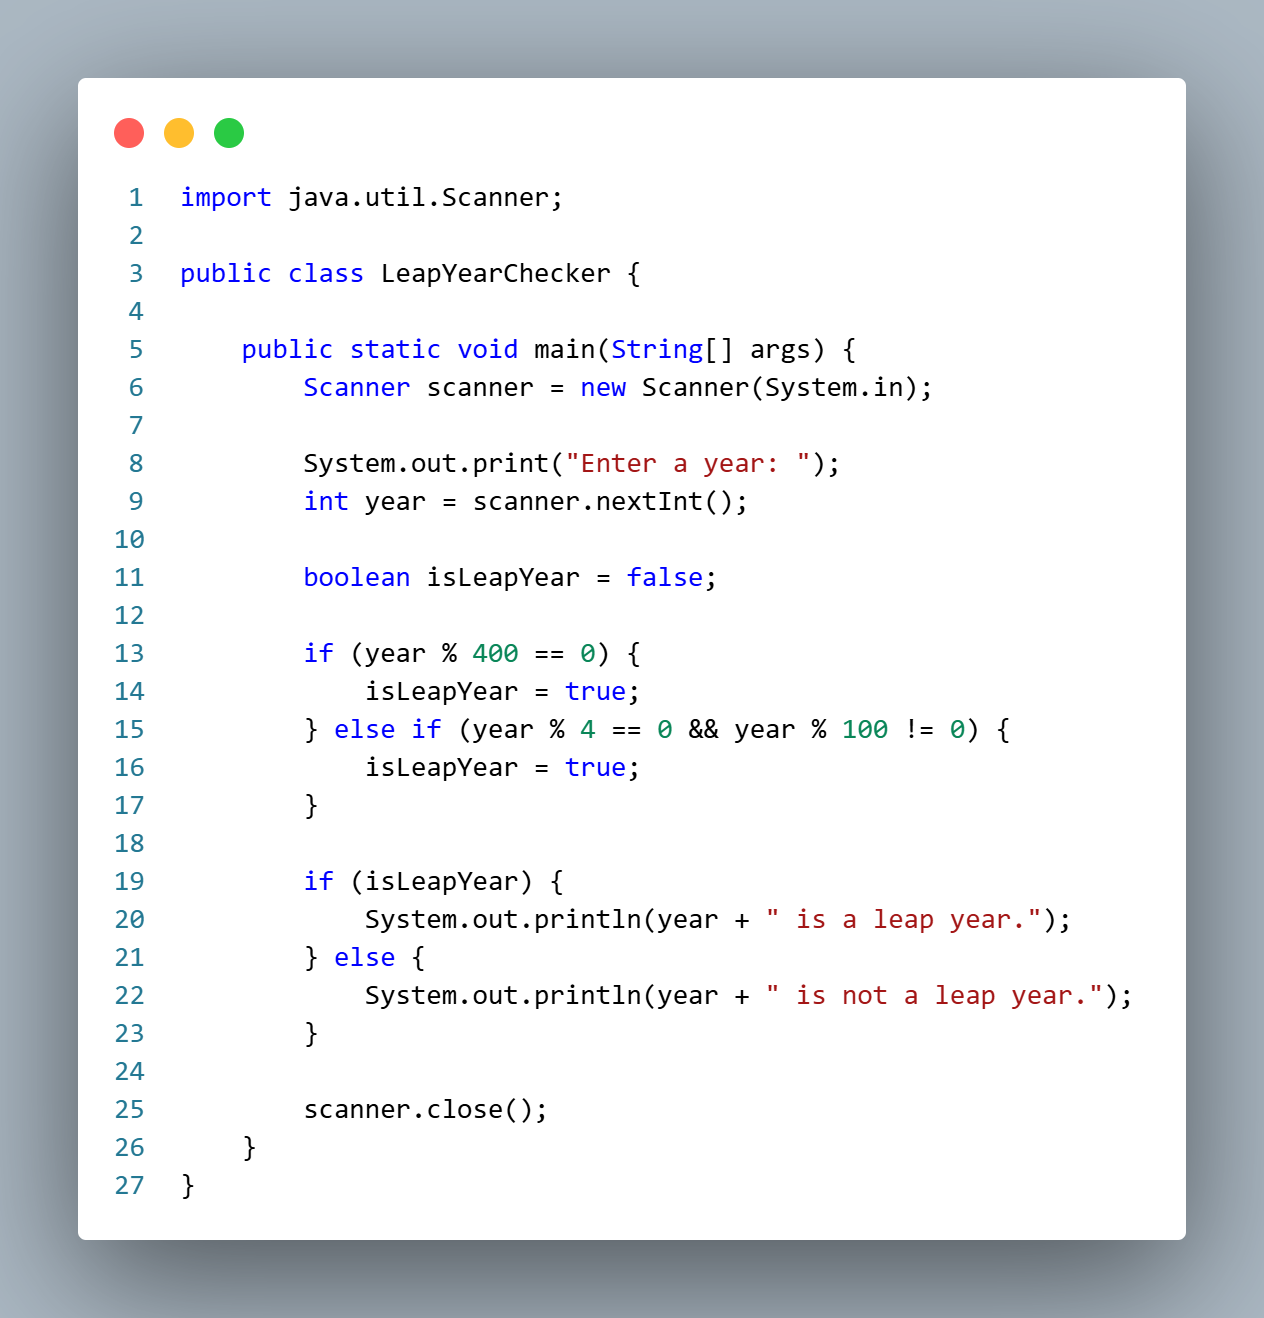 1 import java.util.Scanner;
2
3 public class LeapYearChecker {
4
5     public static void main(String[] args) {
6         Scanner scanner = new Scanner(System.in);
7
8         System.out.print("Enter a year: ");
9         int year = scanner.nextInt();
10
11         boolean isLeapYear = false;
12
13         if (year % 400 == 0) {
14             isLeapYear = true;
15         } else if (year % 4 == 0 && year % 100 != 0) {
16             isLeapYear = true;
17         }
18
19         if (isLeapYear) {
20             System.out.println(year + " is a leap year.");
21         } else {
22             System.out.println(year + " is not a leap year.");
23         }
24
25         scanner.close();
26     }
27 }